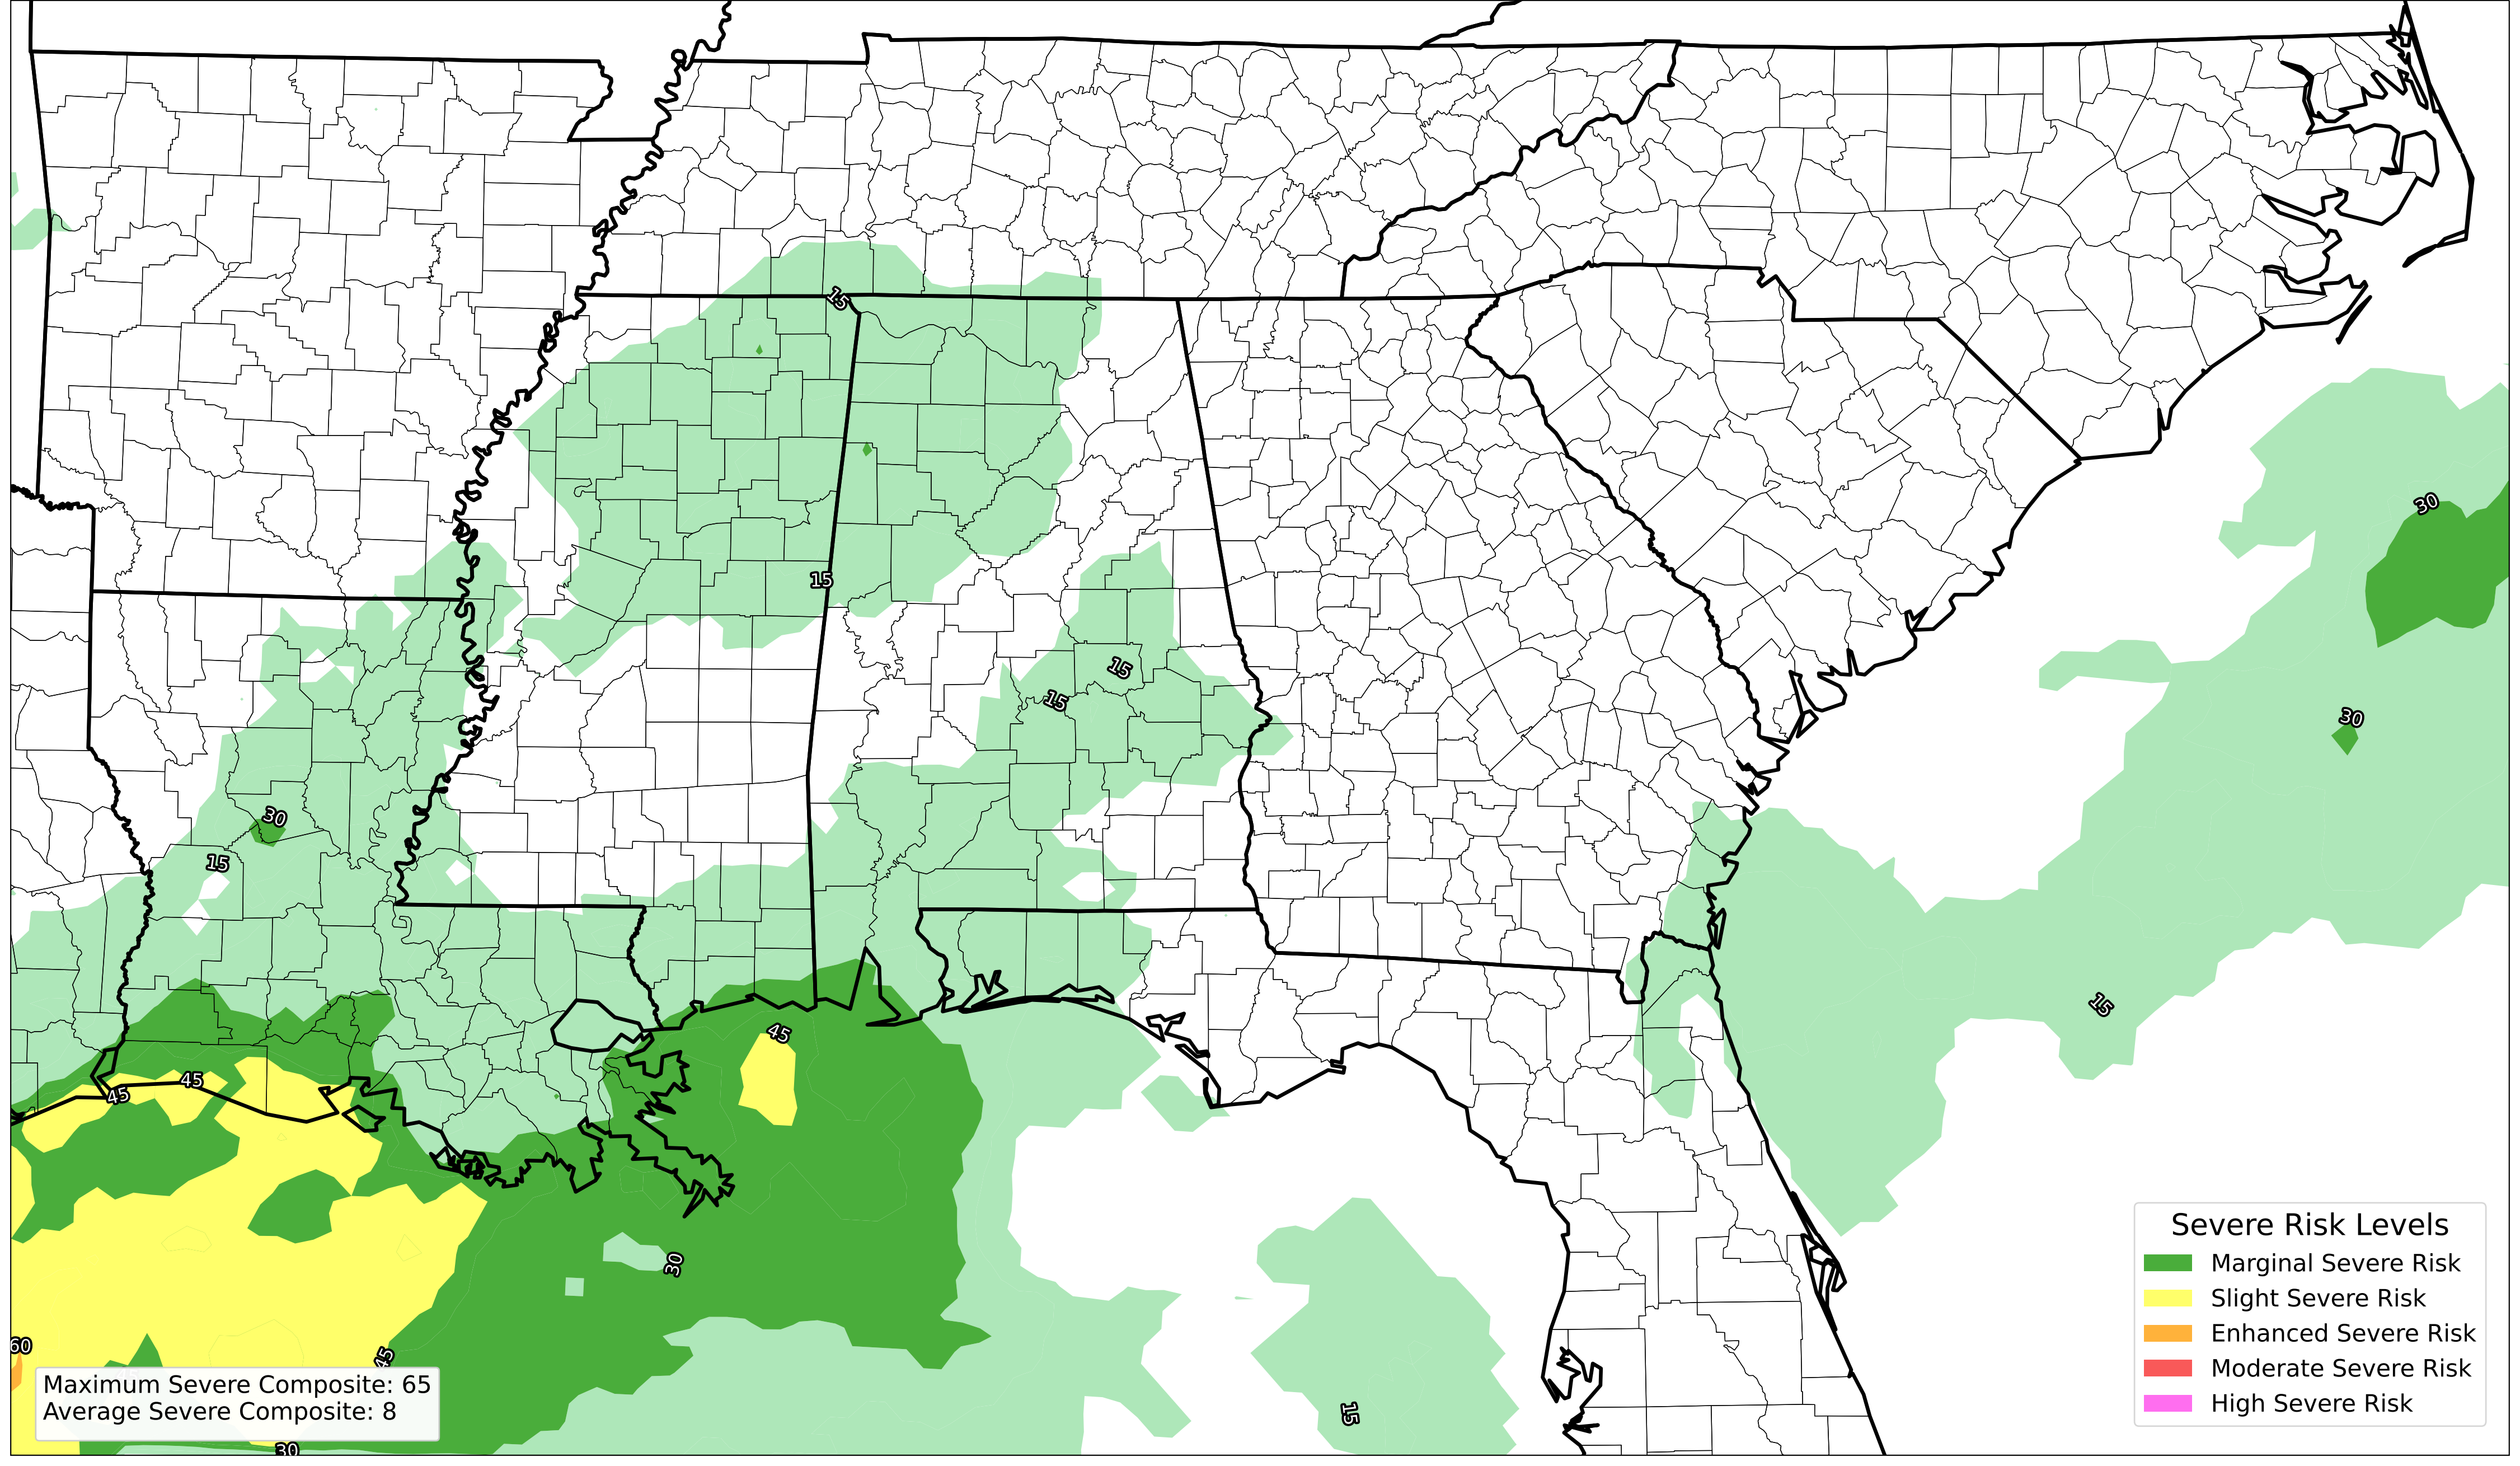 15
30
15
15
15
30
30
15
15
45
45
45
30
60
45
15
30
Maximum Severe Composite: 65
Average Severe Composite: 8
Severe Risk Levels
Marginal Severe Risk
Slight Severe Risk
Enhanced Severe Risk
Moderate Severe Risk
High Severe Risk